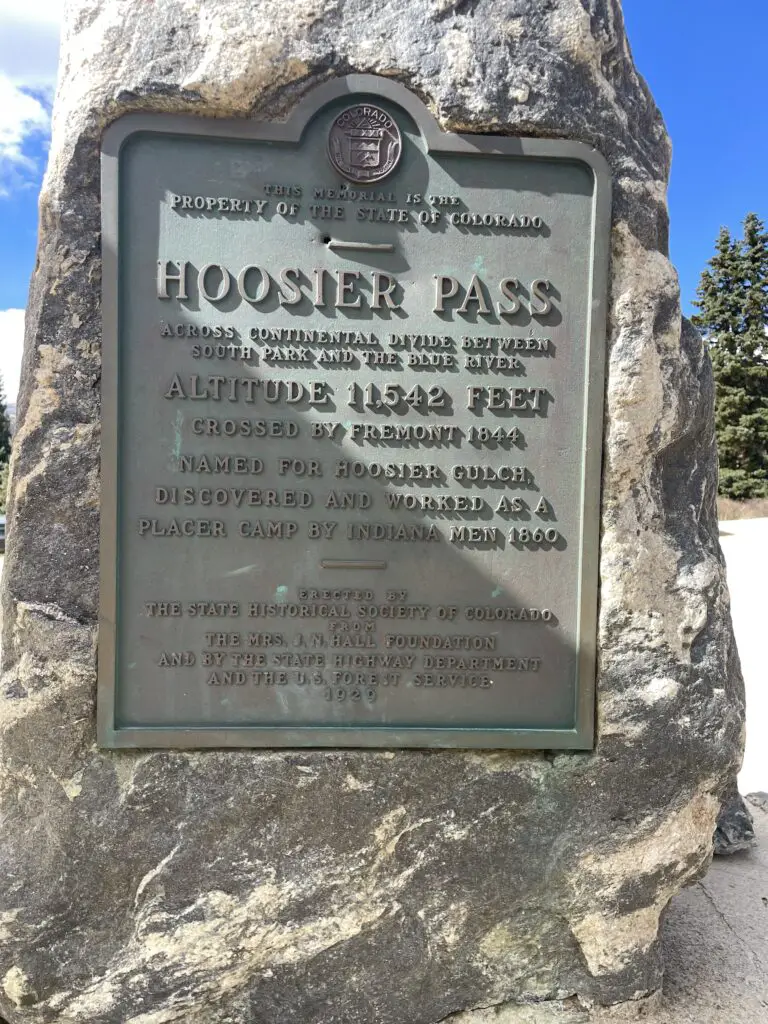 COLORADO
THIS MEMORIAL IS THE
PROPERTY OF THE STATE OF COLORADO
HOOSIER PASS
ACROSS CONTINENTAL DIVIDE BETWEEN
SOUTH PARK AND THE BLUE RIVER
ALTITUDE 11,542 FEET
CROSSED BY FREMONT 1844
NAMED FOR HOOSIER GULCH,
DISCOVERED AND WORKED AS A
PLACER CAMP BY INDIANA MEN 1860
ERECTED BY
THE STATE HISTORICAL SOCIETY OF COLORADO
FROM
THE MRS. J. N. HALL FOUNDATION
AND BY THE STATE HIGHWAY DEPARTMENT
AND THE U.S. FOREST SERVICE
1929